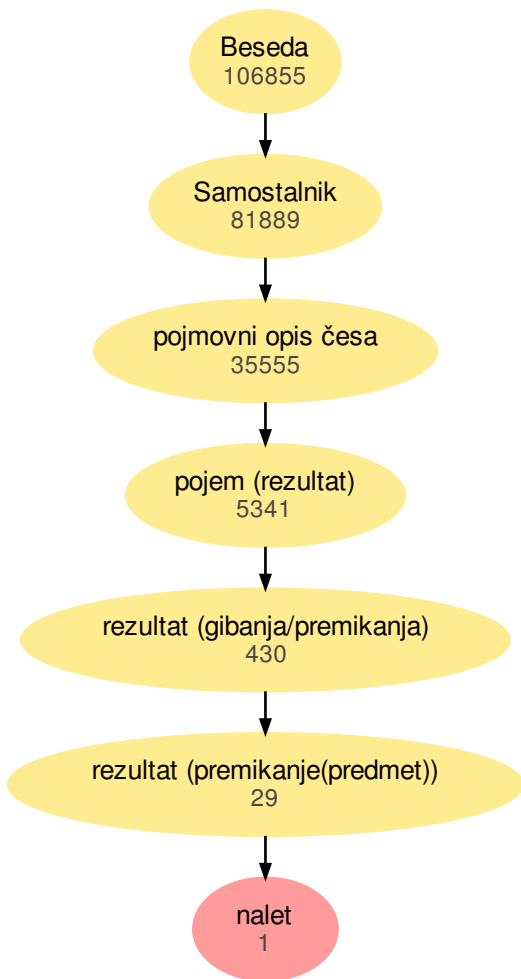 Beseda
106855
Samostalnik
81889
pojmovni opis česa
35555
pojem (rezultat)
5341
rezultat (gibanja/premikanja)
430
rezultat (premikanje(predmet))
29
nalet
1